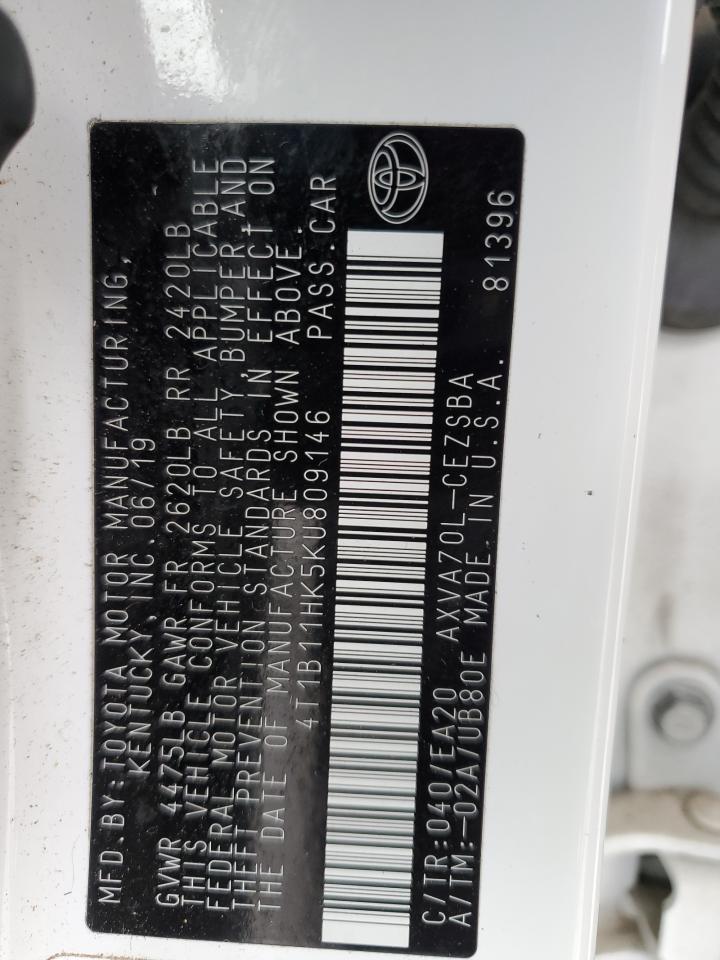 MFD.BY:TOYOTA MOTOR MANUFACTURING,
KENTUCKY, INC. 06/19
GVWR 4475LB GAWR FR 2620LB RR 2420LB
THIS VEHICLE CONFORMS TO ALL APPLICABLE
FEDERAL MOTOR VEHICLE SAFETY, BUMPER, AND
THEFT PREVENTION STANDARDS IN EFFECT ON
THE DATE OF MANUFACTURE SHOWN ABOVE.
4T1B11HK5KU809146 PASS.CAR
C/TR:040/EA20 AXVA70L-CEZSBA
A/TM:-02A/UB80E MADE IN U.S.A. 81396